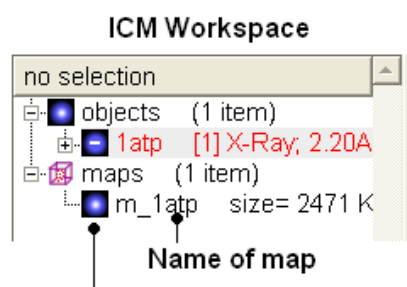 ICM Workspace
no selection
objects (1 item)
1atp [1] X-Ray; 2.20A
maps (1 item)
m_1atp size= 2471 K
Name of map